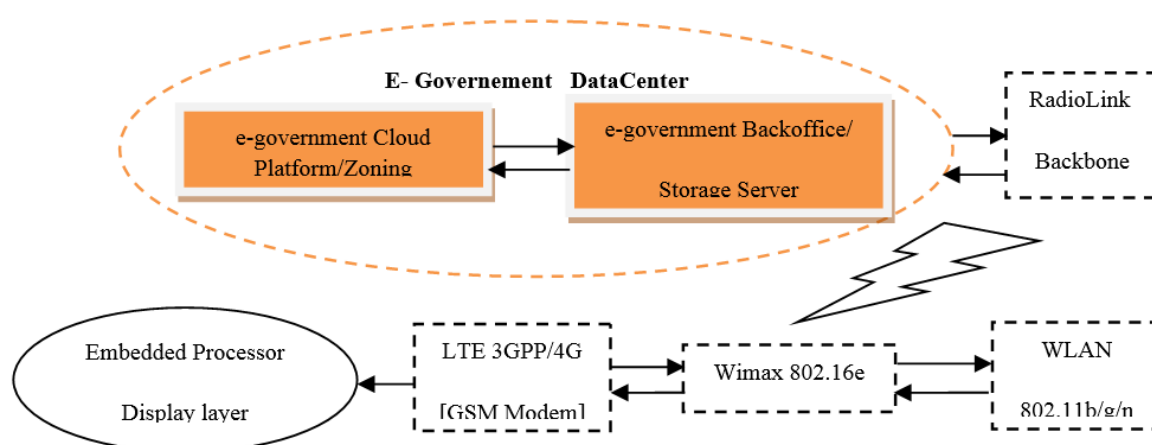 E- Governement DataCenter
e-government Cloud
Platform/Zoning
e-government Backoffice/
Storage Server
RadioLink
Backbone
Embedded Processor
Display layer
LTE 3GPP/4G
[GSM Modem]
Wimax 802.16e
WLAN
802.11b/g/n